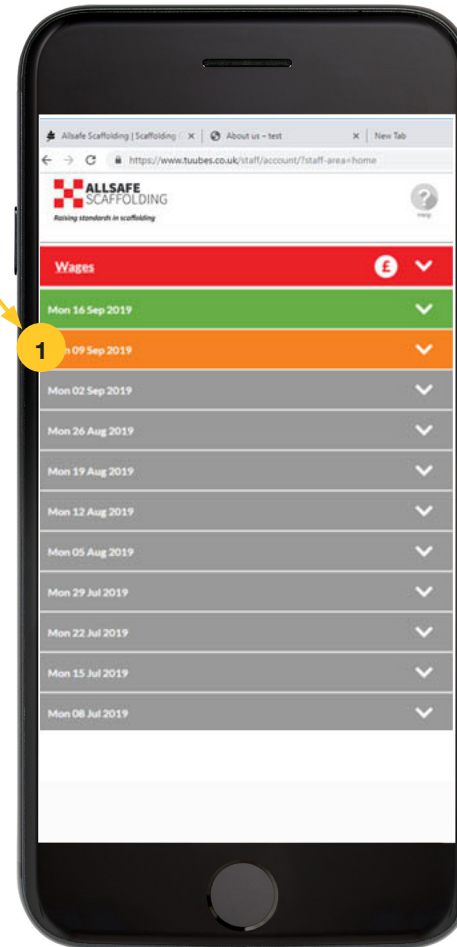 Allsafe Scaffolding | Scaffolding
About us – test
New Tab
https://www.tuubes.co.uk/staff/account/?staff-area=home
ALLSAFE
SCAFFOLDING
Raising standards in scaffolding
Help
Wages £
Mon 16 Sep 2019
1
09 Sep 2019
Mon 02 Sep 2019
Mon 26 Aug 2019
Mon 19 Aug 2019
Mon 12 Aug 2019
Mon 05 Aug 2019
Mon 29 Jul 2019
Mon 22 Jul 2019
Mon 15 Jul 2019
Mon 08 Jul 2019